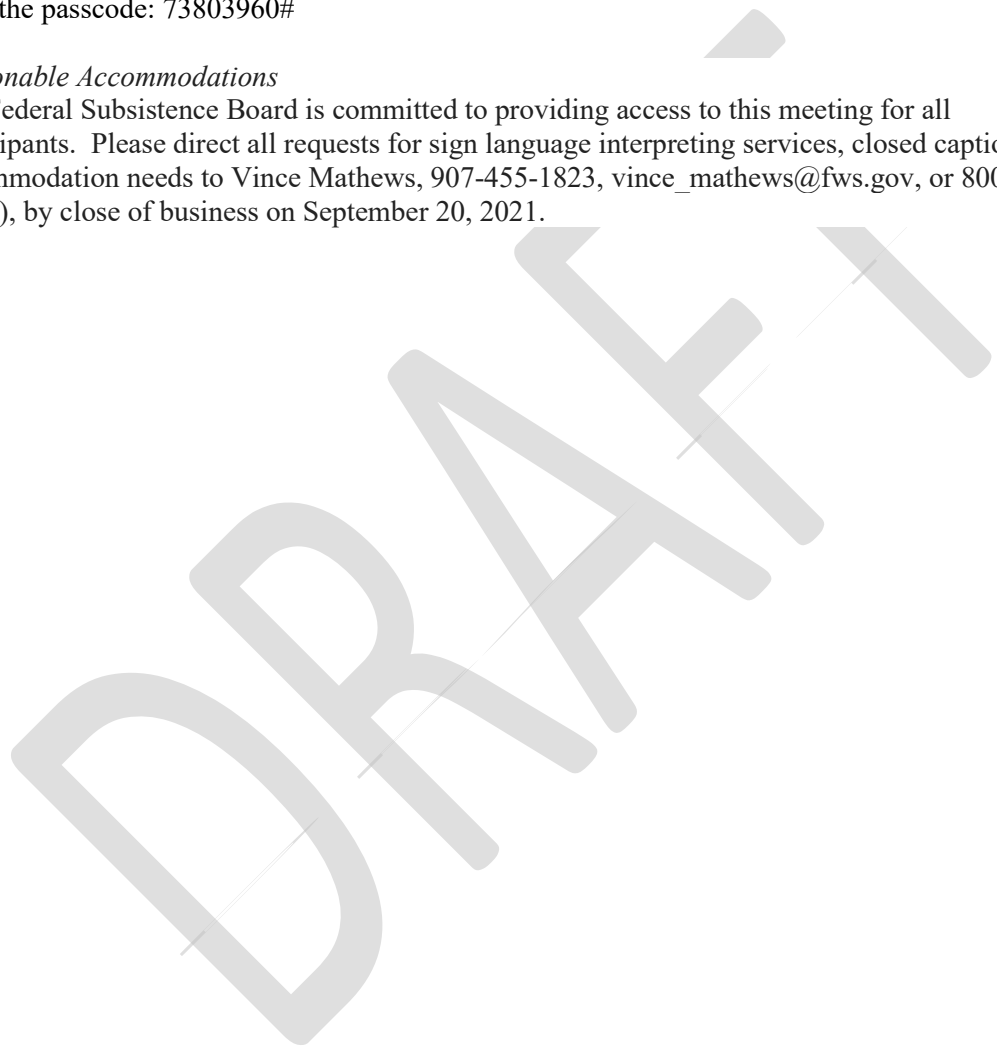 the passcode: 73803960#
onable Accommodations
Federal Subsistence Board is committed to providing access to this meeting for all
ipants. Please direct all requests for sign language interpreting services, closed captio
mmodation needs to Vince Mathews, 907-455-1823, vince_mathews@fws.gov, or 800
), by close of business on September 20, 2021.
DRAFT